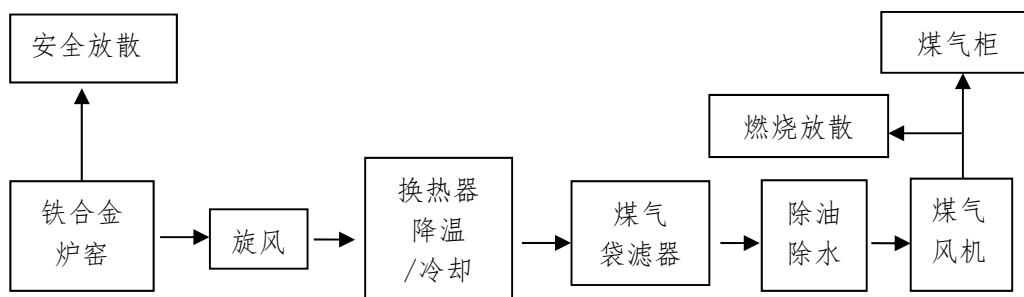 安全放散
煤气柜
燃烧放散
铁合金
炉窑
旋风
换热器
降温
/冷却
煤气
袋滤器
除油
除水
煤气
风机